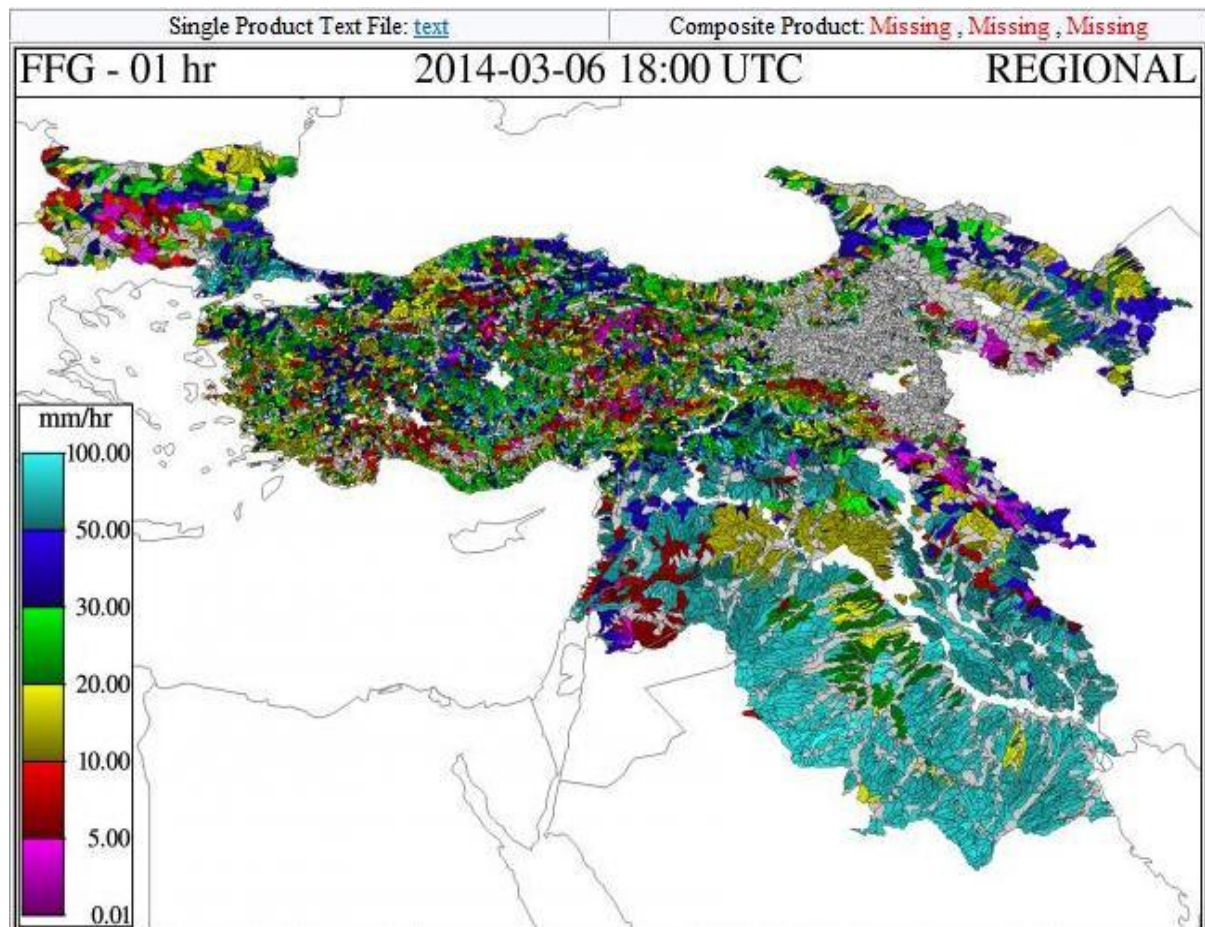 Single Product Text File: text Composite Product: Missing , Missing , Missing
FFG - 01 hr 2014-03-06 18:00 UTC REGIONAL
mm/hr
100.00
50.00
30.00
20.00
10.00
5.00
0.01